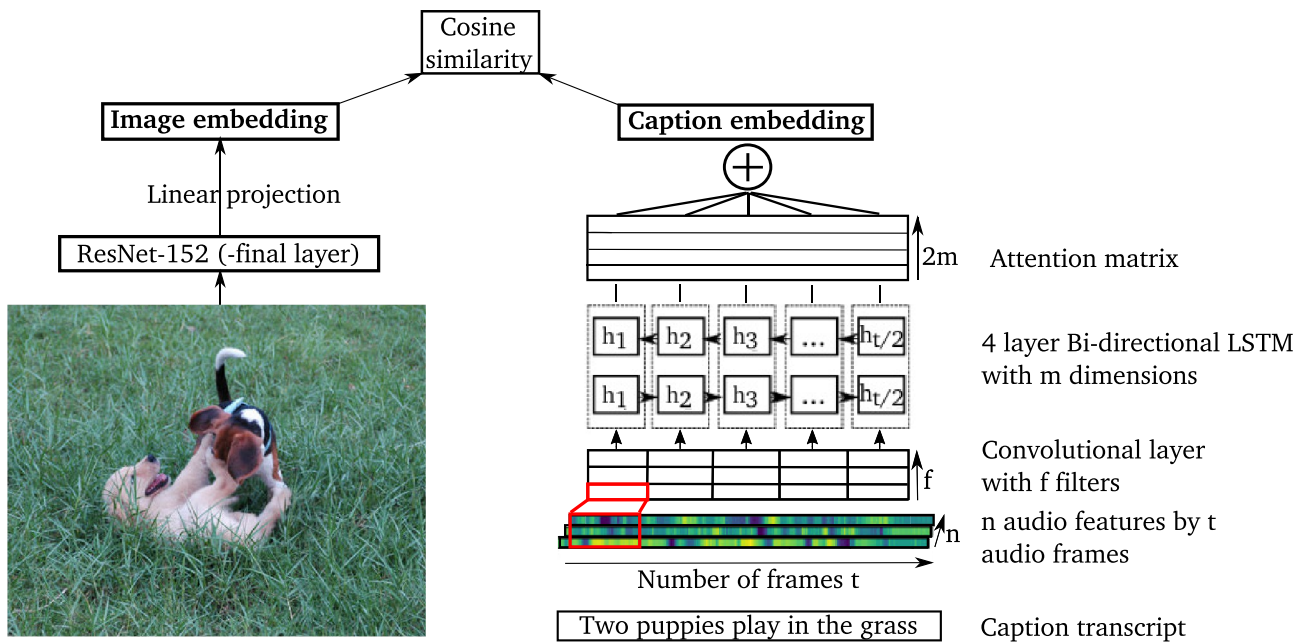 Cosine
similarity
Image embedding
Caption embedding
Linear projection
ResNet-152 (-final layer)
2m
Attention matrix
h1 h2 h3 ... ht/2
h1 h2 h3 ... ht/2
4 layer Bi-directional LSTM
with m dimensions
f
Convolutional layer
with f filters
n
n audio features by t
audio frames
Number of frames t
Two puppies play in the grass
Caption transcript